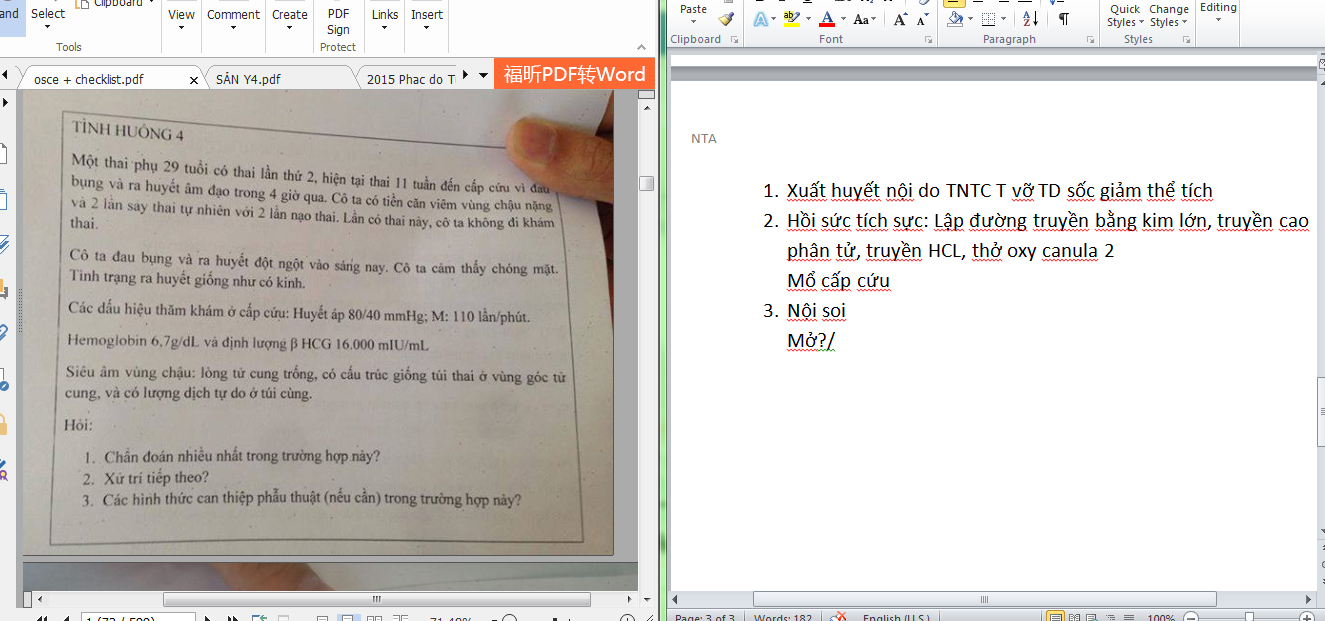 and
Select
Clipboard
Tools
View
Comment
Create
PDF
Sign
Protect
Links
Insert
osce + checklist.pdf
SẢN Y4.pdf
2015 Phac do T
福昕PDF转Word
TÌNH HUỐNG 4
Một thai phụ 29 tuổi có thai lần thứ 2, hiện tại thai 11 tuần đến cấp cứu vì đau
bụng và ra huyết âm đạo trong 4 giờ qua. Cô ta có tiền căn viêm vùng chậu nặng
và 2 lần sảy thai tự nhiên với 2 lần nạo thai. Lần có thai này, cô ta không đi khám
thai.
Cô ta đau bụng và ra huyết đột ngột vào sáng nay. Cô ta cảm thấy chóng mặt.
Tình trạng ra huyết giống như có kinh.
Các dấu hiệu thăm khám ở cấp cứu: Huyết áp 80/40 mmHg; M: 110 lần/phút.
Hemoglobin 6,7g/dL và định lượng β HCG 16.000 mIU/mL
Siêu âm vùng chậu: lòng tử cung trống, có cấu trúc giống túi thai ở vùng góc tử
cung, và có lượng dịch tự do ở túi cùng.
Hỏi:
1. Chẩn đoán nhiều nhất trong trường hợp này?
2. Xử trí tiếp theo?
3. Các hình thức can thiệp phẫu thuật (nếu cần) trong trường hợp này?
Paste
Clipboard
Font
Paragraph
Quick
Styles
Change
Styles
Styles
Editing
NTA
1. Xuất huyết nội do TNTC T vỡ TD sốc giảm thể tích
2. Hồi sức tích sực: Lập đường truyền bằng kim lớn, truyền cao
phân tử, truyền HCL, thở oxy canula 2
Mổ cấp cứu
3. Nội soi
Mở?/
Page: 3 of 3
Words: 182
English (U.S.)
100%